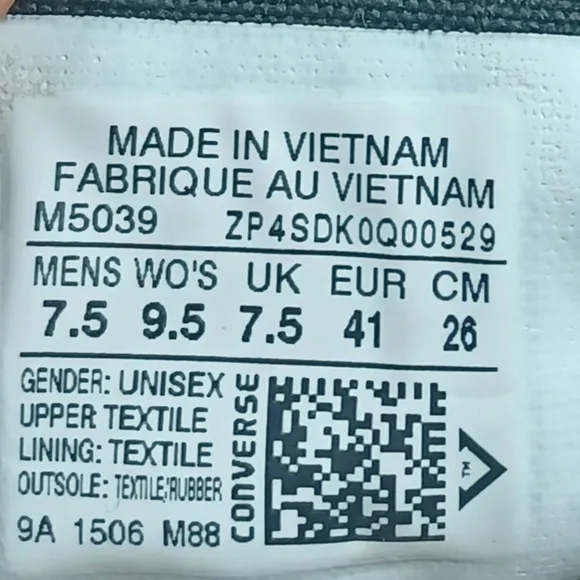 MADE IN VIETNAM
FABRIQUE AU VIETNAM
M5039 ZP4SDK0Q00529
MENS WO'S UK EUR CM
7.5 9.5 7.5 41 26
GENDER: UNISEX
UPPER: TEXTILE
LINING: TEXTILE
OUTSOLE: TEXTILE/RUBBER
9A 1506 M88
CONVERSE
TM